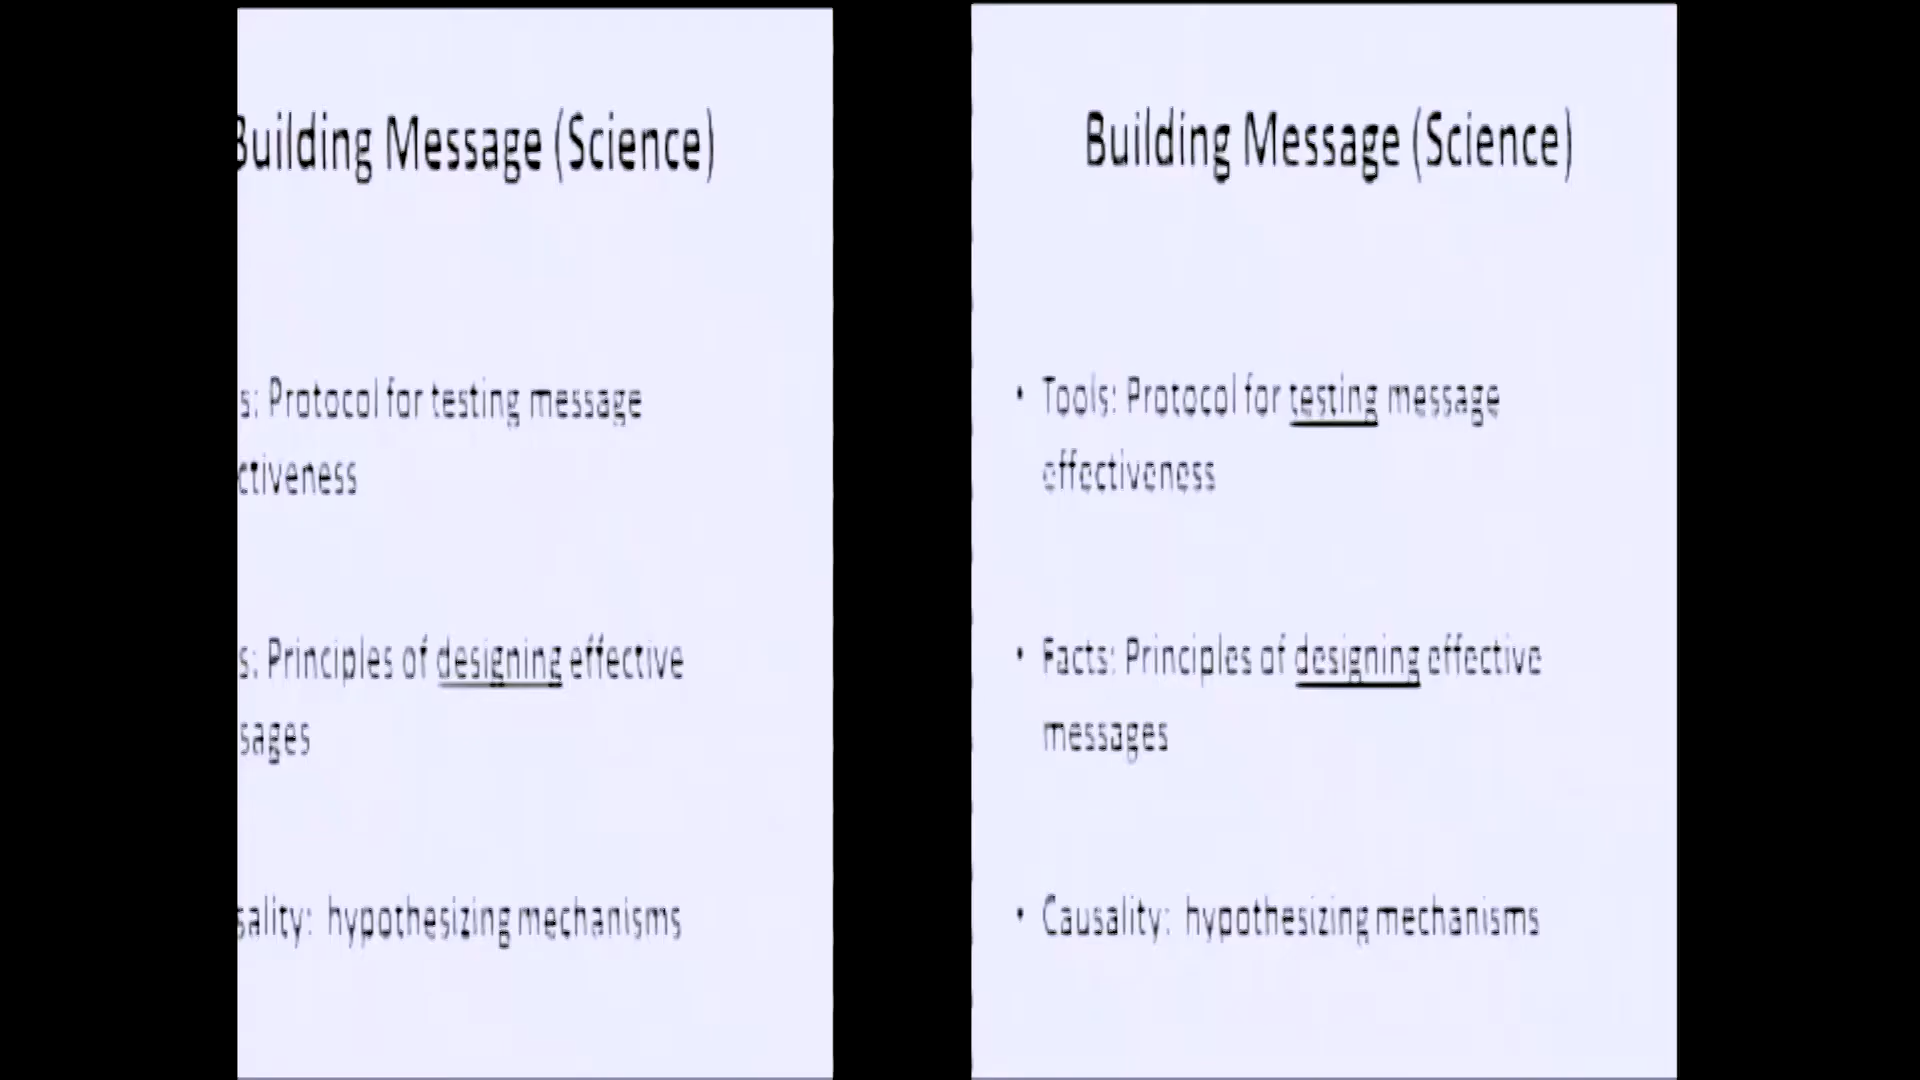 Building Message (Science)
s: Protocol for testing message
ctiveness
s: Principles of designing effective
sages
sality: hypothesizing mechanisms
Building Message (Science)
• Tools: Protocol for testing message
effectiveness
• Facts: Principles of designing effective
messages
• Causality: hypothesizing mechanisms